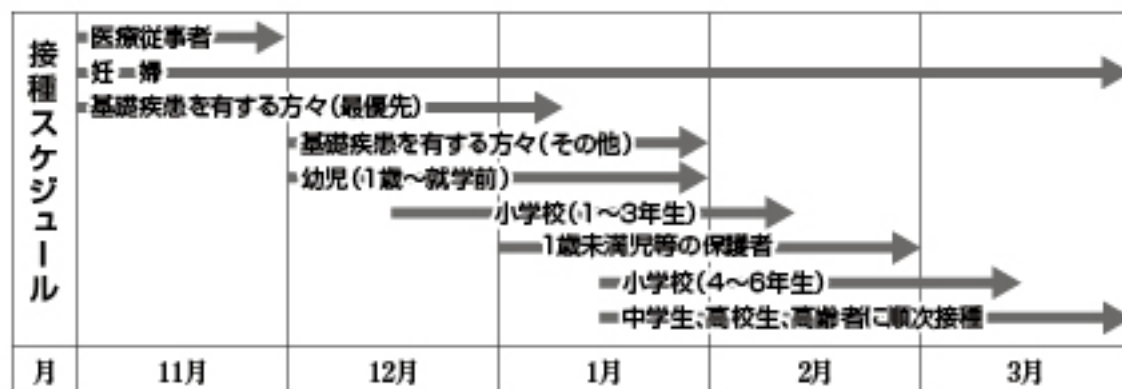 接種スケジュール
医療従事者
妊婦
基礎疾患を有する方々(最優先)
基礎疾患を有する方々(その他)
幼児(1歳～就学前)
小学校(1～3年生)
1歳未満児等の保護者
小学校(4～6年生)
中学生、高校生、高齢者に順次接種
月 11月 12月 1月 2月 3月